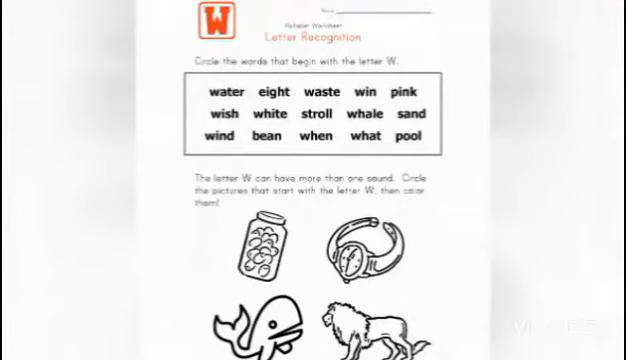 W
Name
Alphabet Worksheet
Letter Recognition
Circle the words that begin with the letter W.
water eight waste win pink
wish white stroll whale sand
wind bean when what pool
The letter W can have more than one sound. Circle
the pictures that start with the letter W, then color
them!